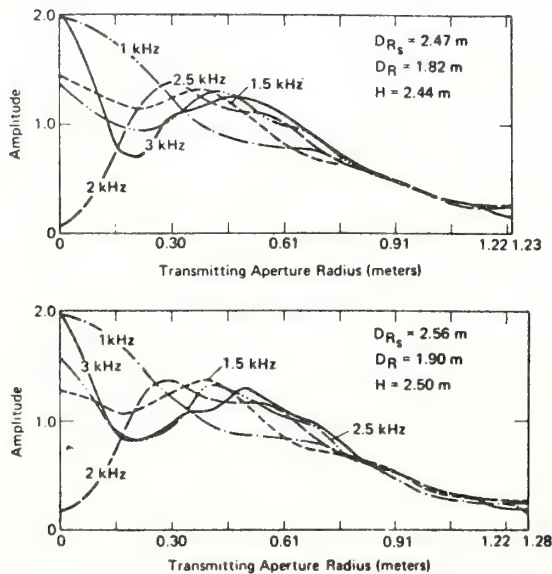 2.0
1.0
0
Amplitude
1 kHz
2.5 kHz
1.5 kHz
3 kHz
2 kHz
D_Rs = 2.47 m
D_R = 1.82 m
H = 2.44 m
0 0.30 0.61 0.91 1.22 1.23
Transmitting Aperture Radius (meters)
2.0
1.0
0
Amplitude
1kHz
3 kHz
1.5 kHz
2.5 kHz
2 kHz
D_Rs = 2.56 m
D_R = 1.90 m
H = 2.50 m
0 0.30 0.61 0.91 1.22 1.28
Transmitting Aperture Radius (meters)